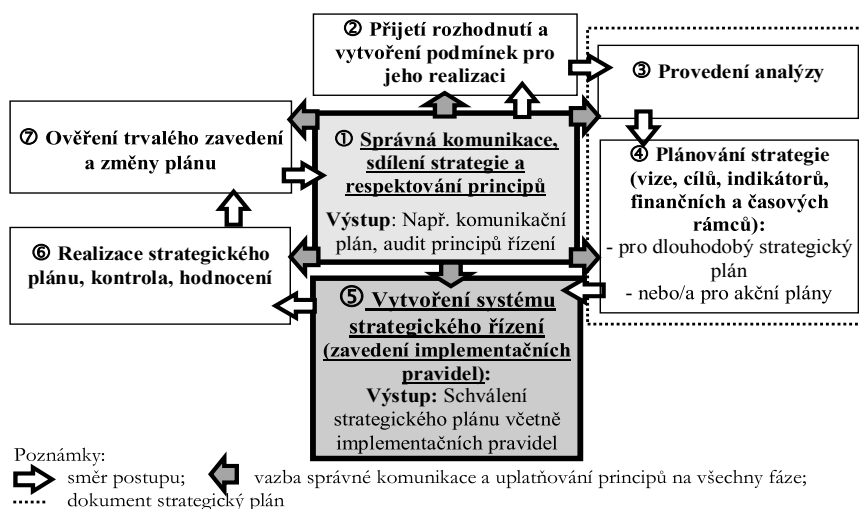 ② Přijetí rozhodnutí a
vytvoření podmínek pro
jeho realizaci
③ Provedení analýzy
⑦ Ověření trvalého zavedení
a změny plánu
① Správná komunikace,
sdílení strategie a
respektování principů
Výstup: Např. komunikační
plán, audit principů řízení
④ Plánování strategie
(vize, cílů, indikátorů,
finančních a časových
rámců):
- pro dlouhodobý strategický
plán
- nebo/a pro akční plány
⑥ Realizace strategického
plánu, kontrola, hodnocení
⑤ Vytvoření systému
strategického řízení
(zavedení implementačních
pravidel):
Výstup: Schválení
strategického plánu včetně
implementačních pravidel
Poznámky:
směr postupu; vazba správné komunikace a uplatňování principů na všechny fáze;
dokument strategický plán